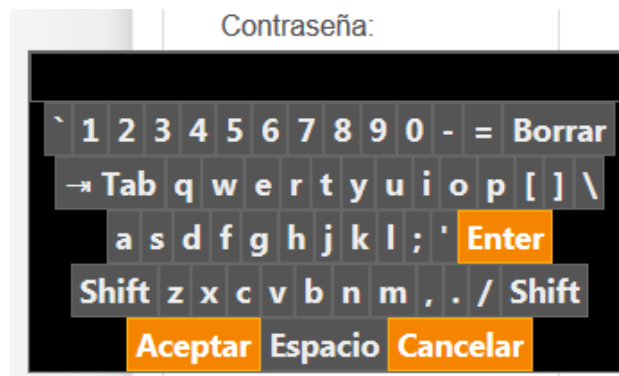 Contraseña:
` 1 2 3 4 5 6 7 8 9 0 - = Borrar
⇥ Tab q w e r t y u i o p [ ] \
a s d f g h j k l ; ' Enter
Shift z x c v b n m , . / Shift
Aceptar Espacio Cancelar